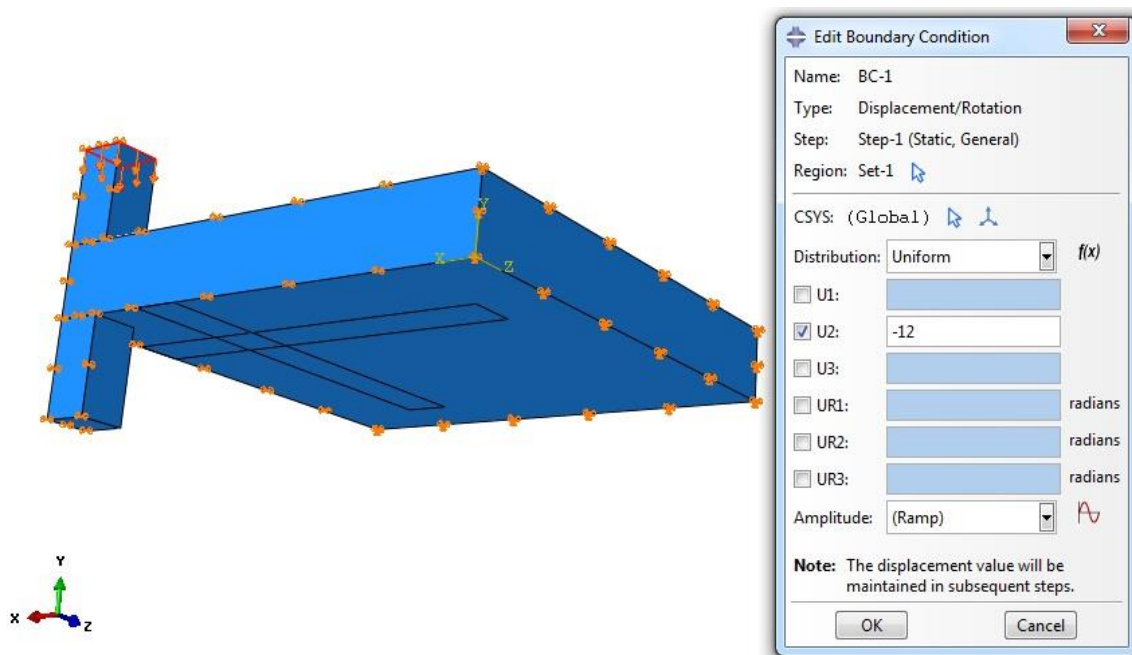 Edit Boundary Condition
Name: BC-1
Type: Displacement/Rotation
Step: Step-1 (Static, General)
Region: Set-1
CSYS: (Global)
Distribution: Uniform f(x)
U1:
U2: -12
U3:
UR1: radians
UR2: radians
UR3: radians
Amplitude: (Ramp)
Note: The displacement value will be
maintained in subsequent steps.
OK Cancel
Y
X Z
Y
X Z